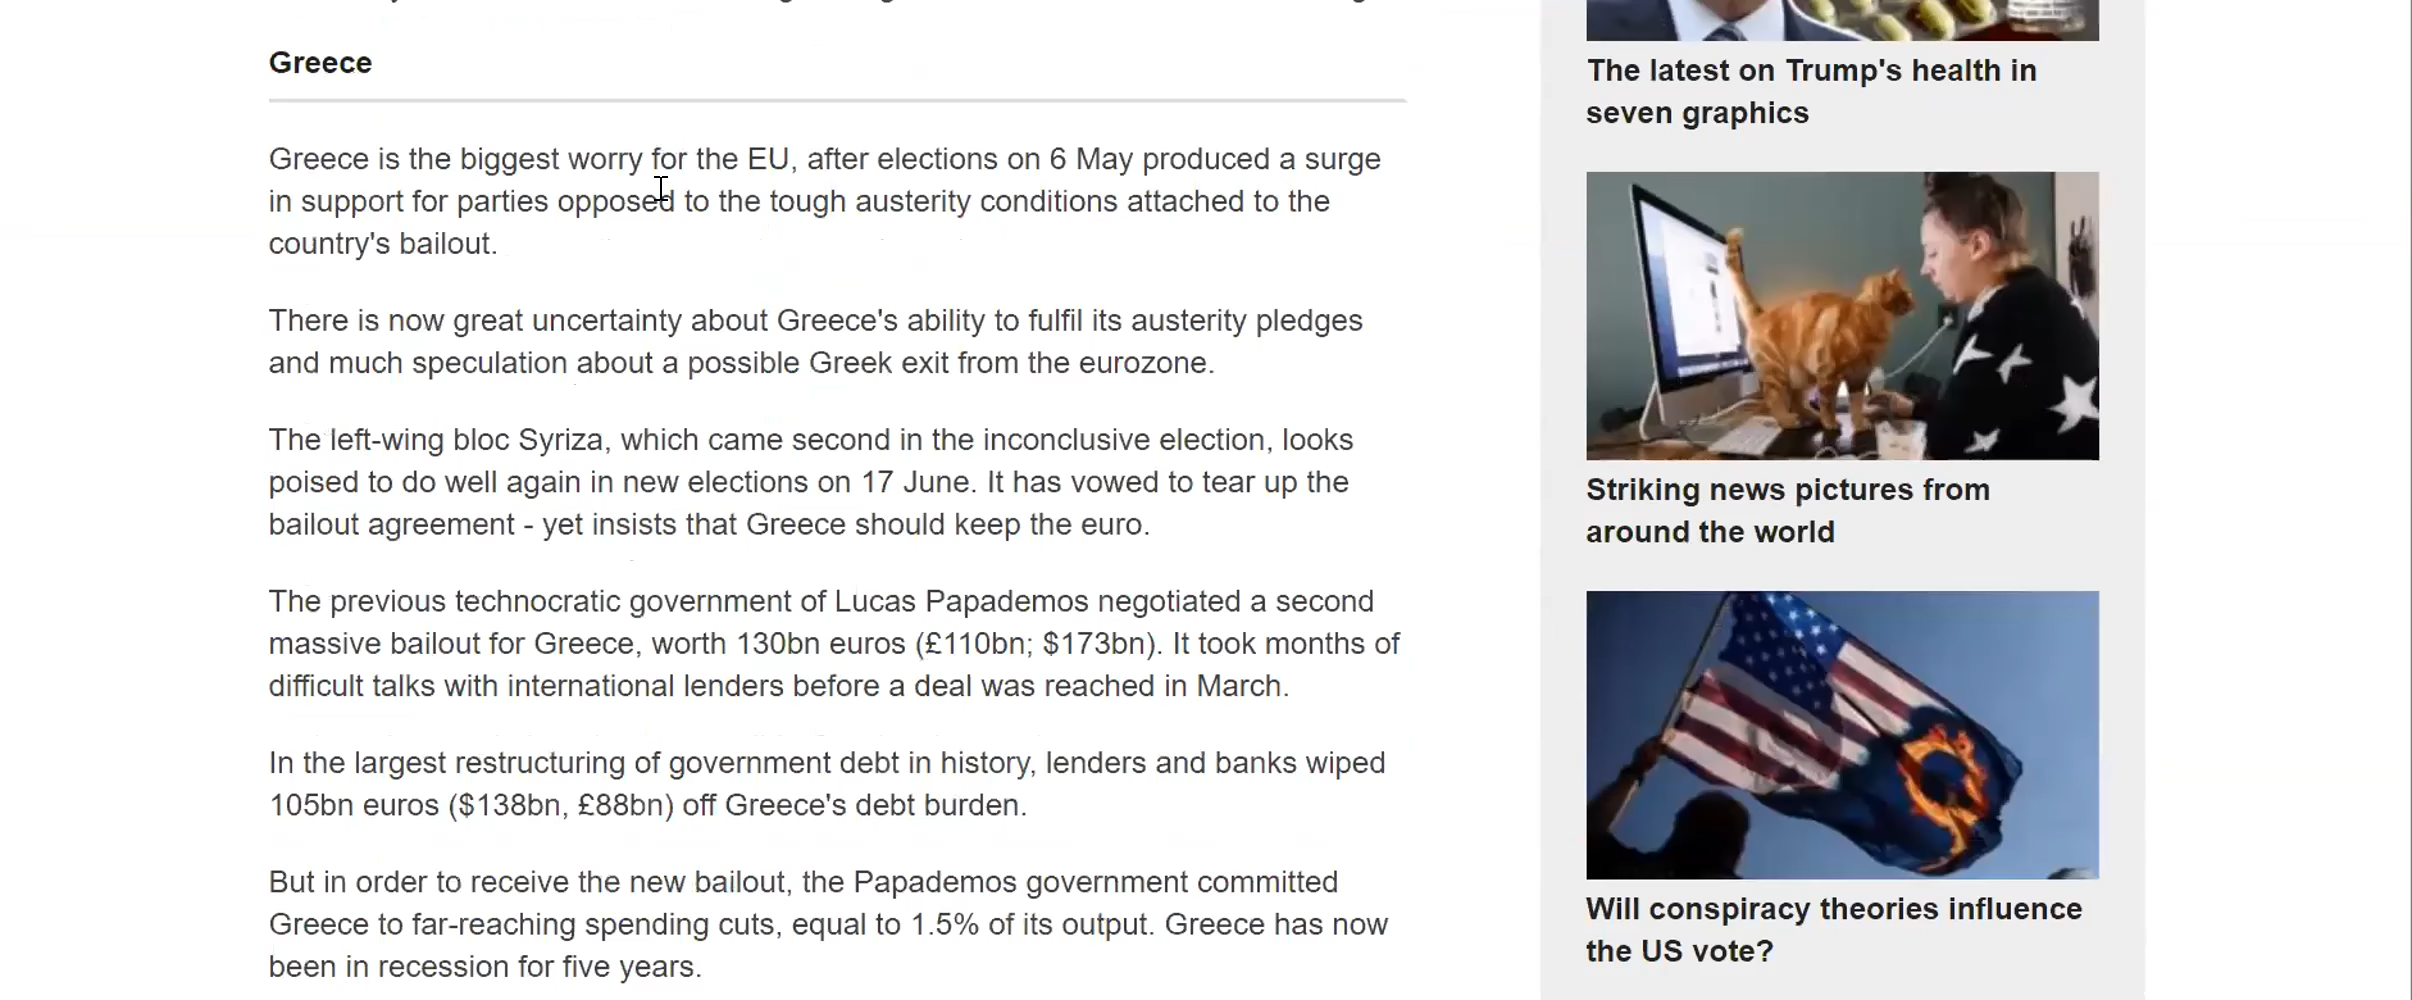 Greece
Greece is the biggest worry for the EU, after elections on 6 May produced a surge
in support for parties opposed to the tough austerity conditions attached to the
country's bailout.
There is now great uncertainty about Greece's ability to fulfil its austerity pledges
and much speculation about a possible Greek exit from the eurozone.
The left-wing bloc Syriza, which came second in the inconclusive election, looks
poised to do well again in new elections on 17 June. It has vowed to tear up the
bailout agreement - yet insists that Greece should keep the euro.
The previous technocratic government of Lucas Papademos negotiated a second
massive bailout for Greece, worth 130bn euros (£110bn; $173bn). It took months of
difficult talks with international lenders before a deal was reached in March.
In the largest restructuring of government debt in history, lenders and banks wiped
105bn euros ($138bn, £88bn) off Greece's debt burden.
But in order to receive the new bailout, the Papademos government committed
Greece to far-reaching spending cuts, equal to 1.5% of its output. Greece has now
been in recession for five years.
The latest on Trump's health in
seven graphics
Striking news pictures from
around the world
Will conspiracy theories influence
the US vote?